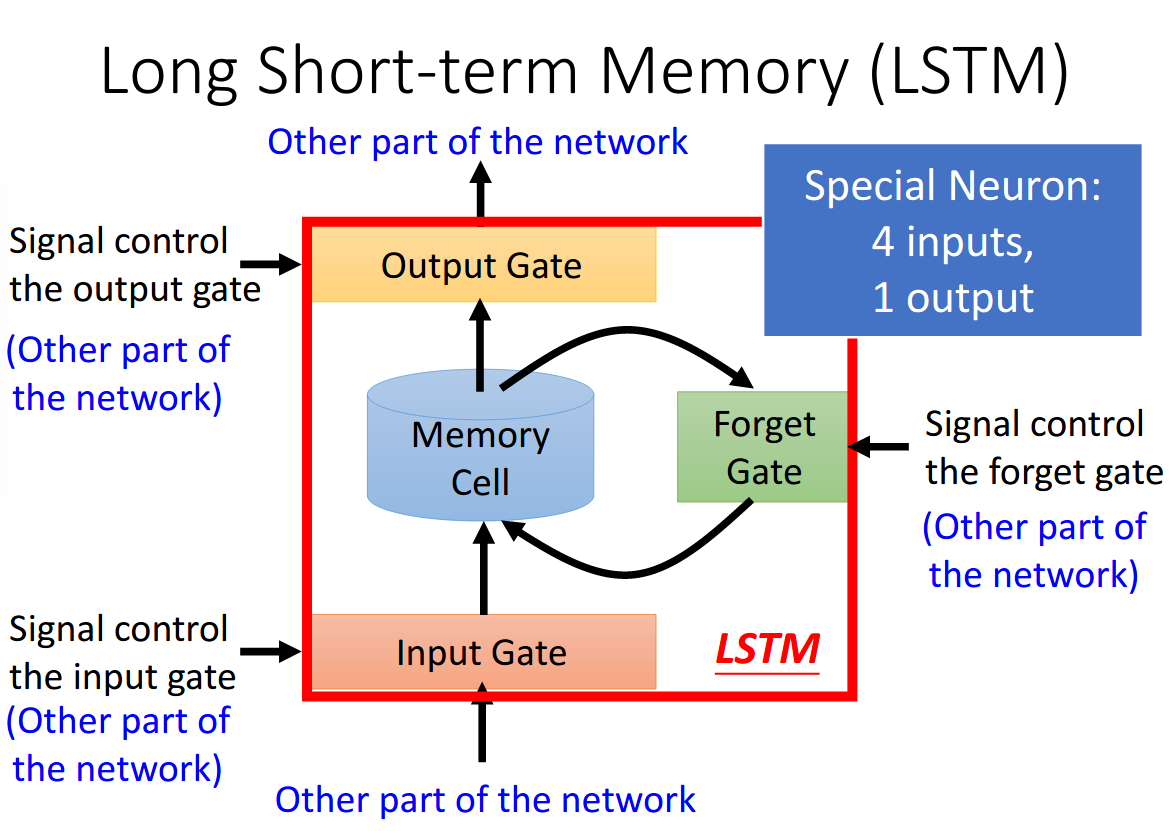 Long Short-term Memory (LSTM)
Other part of the network
Special Neuron:
4 inputs,
1 output
Signal control
the output gate
(Other part of
the network)
Output Gate
Memory
Cell
Forget
Gate
Signal control
the forget gate
(Other part of
the network)
Signal control
the input gate
(Other part of
the network)
Input Gate
LSTM
Other part of the network